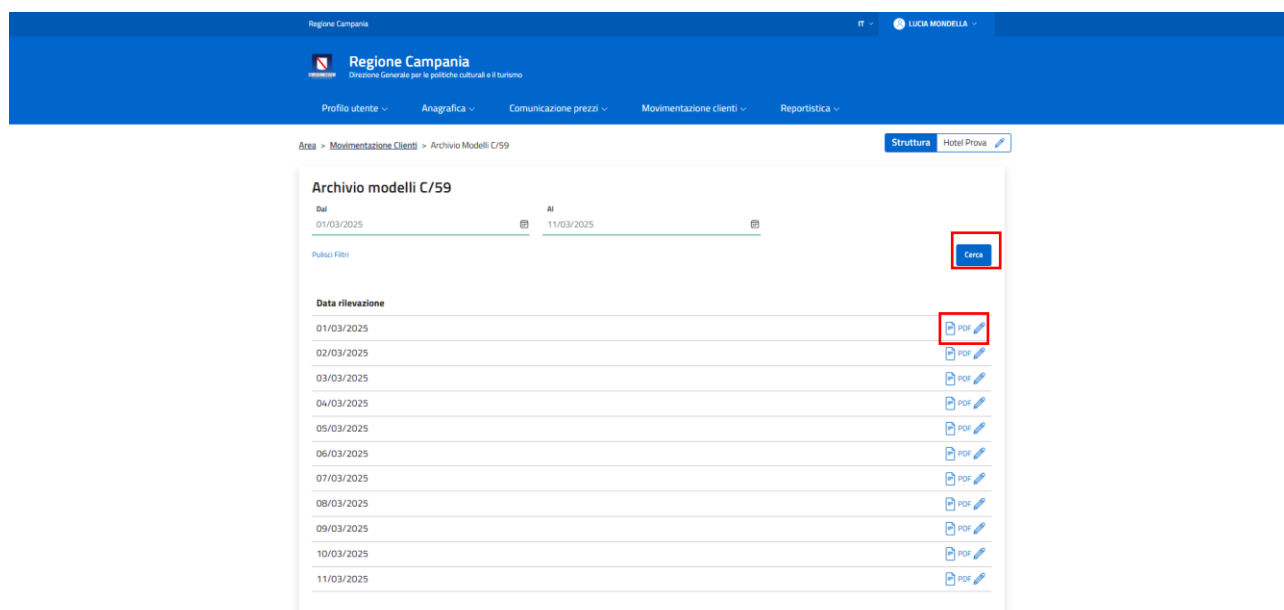 Regione Campania IT LUCIA MONDELLA
Regione Campania
Direzione Generale per le politiche culturali e il turismo
Profilo utente Anagrafica Comunicazione prezzi Movimentazione clienti Reportistica
Area > Movimentazione Clienti > Archivio Modelli C/59 Struttura Hotel Prova
Archivio modelli C/59
Dal Al
01/03/2025 11/03/2025
Pulisci Filtri Cerca
Data rilevazione
01/03/2025 PDF
02/03/2025 PDF
03/03/2025 PDF
04/03/2025 PDF
05/03/2025 PDF
06/03/2025 PDF
07/03/2025 PDF
08/03/2025 PDF
09/03/2025 PDF
10/03/2025 PDF
11/03/2025 PDF